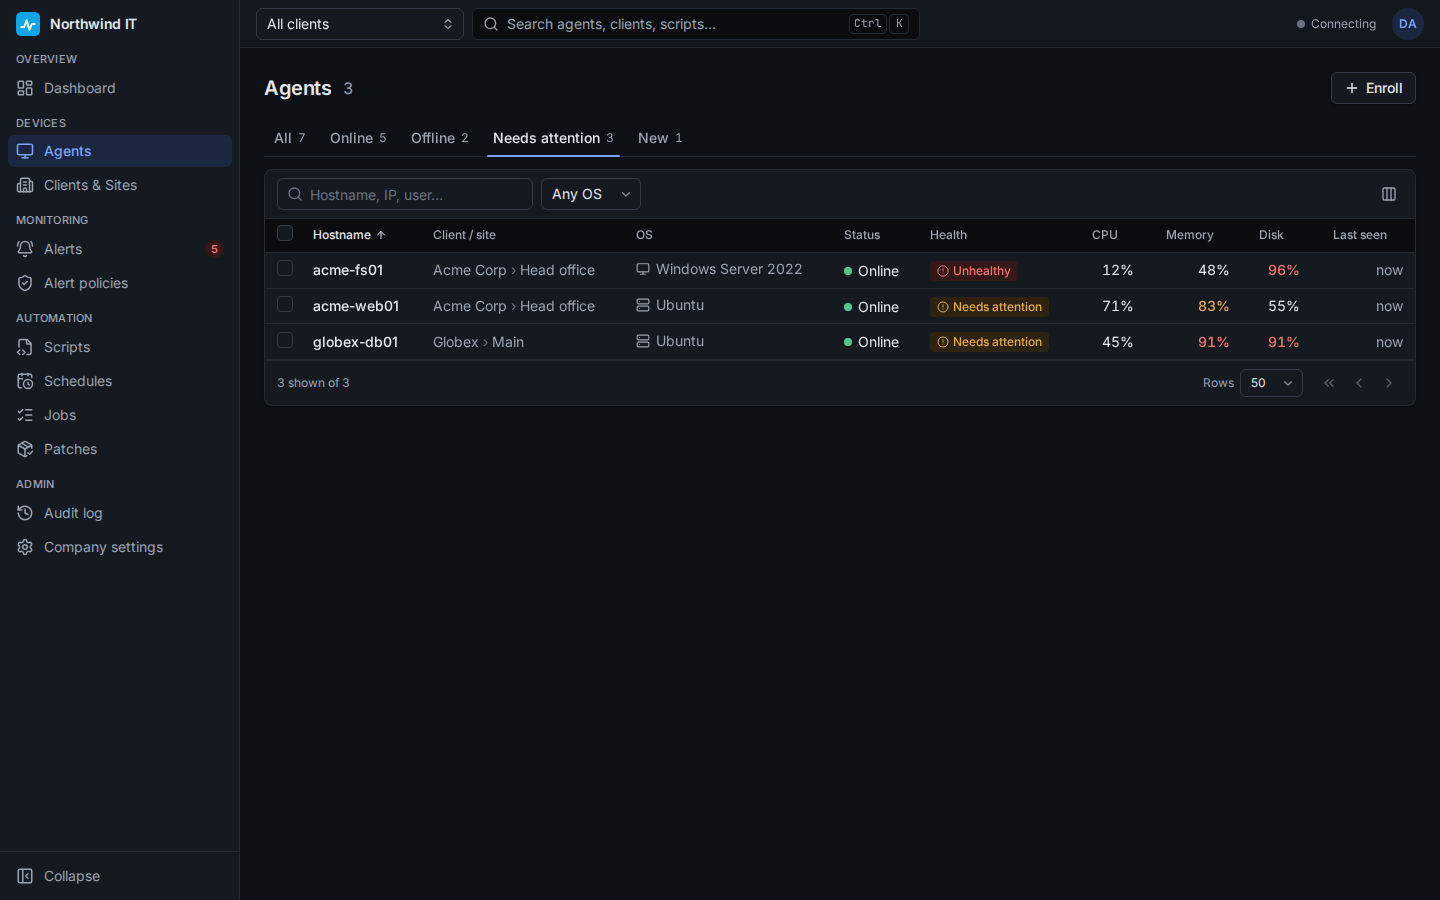 Northwind IT
OVERVIEW
Dashboard
DEVICES
Agents
Clients & Sites
MONITORING
Alerts 5
Alert policies
AUTOMATION
Scripts
Schedules
Jobs
Patches
ADMIN
Audit log
Company settings
Collapse
All clients Search agents, clients, scripts... Ctrl K Connecting DA
Agents 3 Enroll
All 7 Online 5 Offline 2 Needs attention 3 New 1
Hostname, IP, user... Any OS
Hostname Client / site OS Status Health CPU Memory Disk Last seen
acme-fs01 Acme Corp › Head office Windows Server 2022 Online Unhealthy 12% 48% 96% now
acme-web01 Acme Corp › Head office Ubuntu Online Needs attention 71% 83% 55% now
globex-db01 Globex › Main Ubuntu Online Needs attention 45% 91% 91% now
3 shown of 3 Rows 50